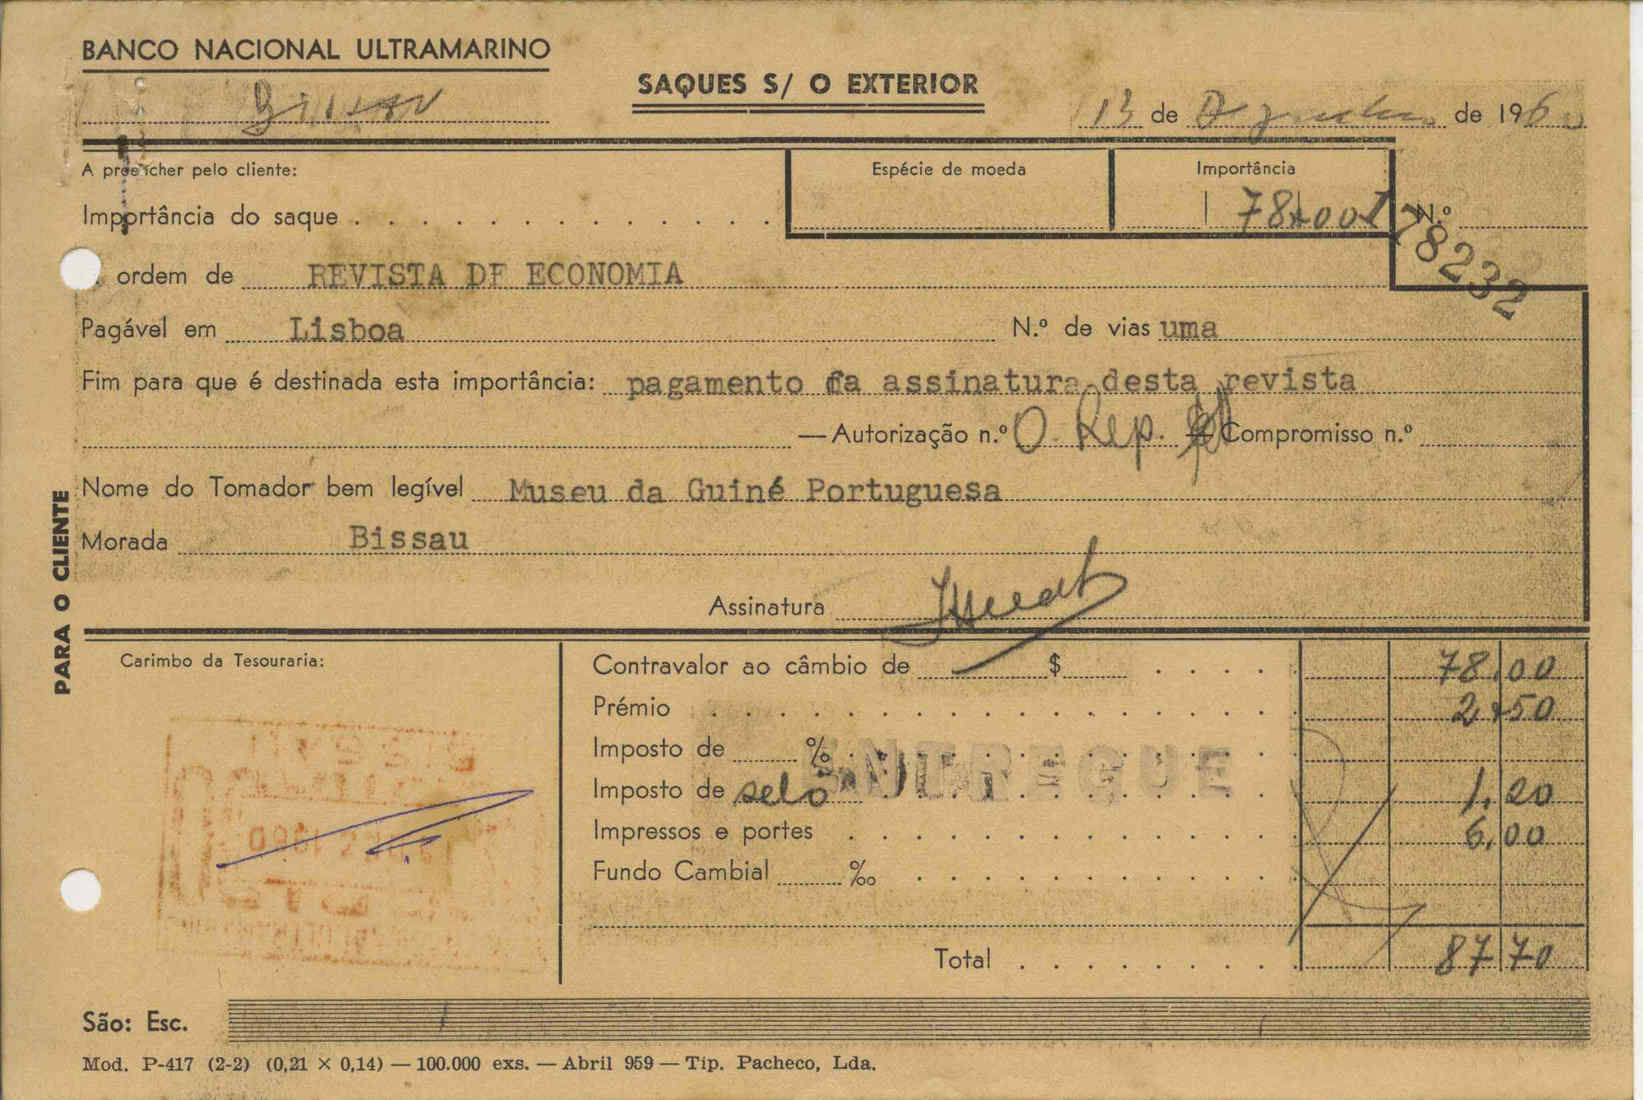 BANCO NACIONAL ULTRAMARINO
Bissau
SAQUES S/ O EXTERIOR
13 de Dezembro de 1960
A preencher pelo cliente:
Espécie de moeda
Importância
Importância do saque
78$00
N.º
178232
ordem de REVISTA DE ECONOMIA
Pagável em Lisboa N.º de vias uma
Fim para que é destinada esta importância: pagamento da assinatura desta revista
— Autorização n.º O. Rep. Compromisso n.º
Nome do Tomador bem legível Museu da Guiné Portuguesa
Morada Bissau
PARA O CLIENTE
Assinatura
Carimbo da Tesouraria:
Contravalor ao câmbio de $ 78,00
Prémio 2$50
Imposto de %
ENTREGUE
Imposto de selo 1,20
Impressos e portes 6,00
Fundo Cambial ‰
Total 87 70
São: Esc.
Mod. P-417 (2-2) (0,21 × 0,14) — 100.000 exs. — Abril 959 — Tip. Pacheco, Lda.